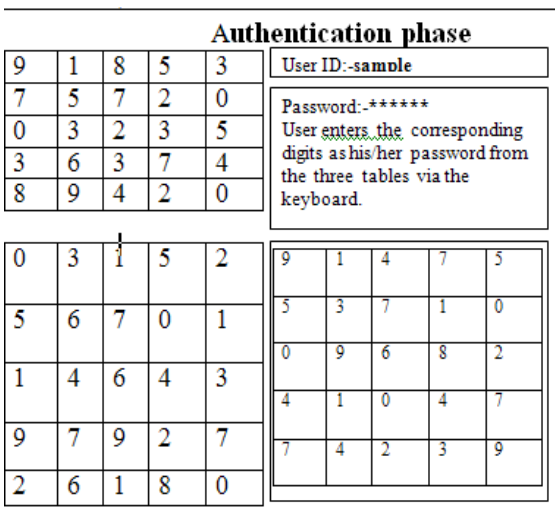 Authentication phase
9 1 8 5 3
7 5 7 2 0
0 3 2 3 5
3 6 3 7 4
8 9 4 2 0
User ID:-sample
Password:-******
User enters the corresponding
digits as his/her password from
the three tables via the
keyboard.
0 3 1 5 2
5 6 7 0 1
1 4 6 4 3
9 7 9 2 7
2 6 1 8 0
9 1 4 7 5
5 3 7 1 0
0 9 6 8 2
4 1 0 4 7
7 4 2 3 9